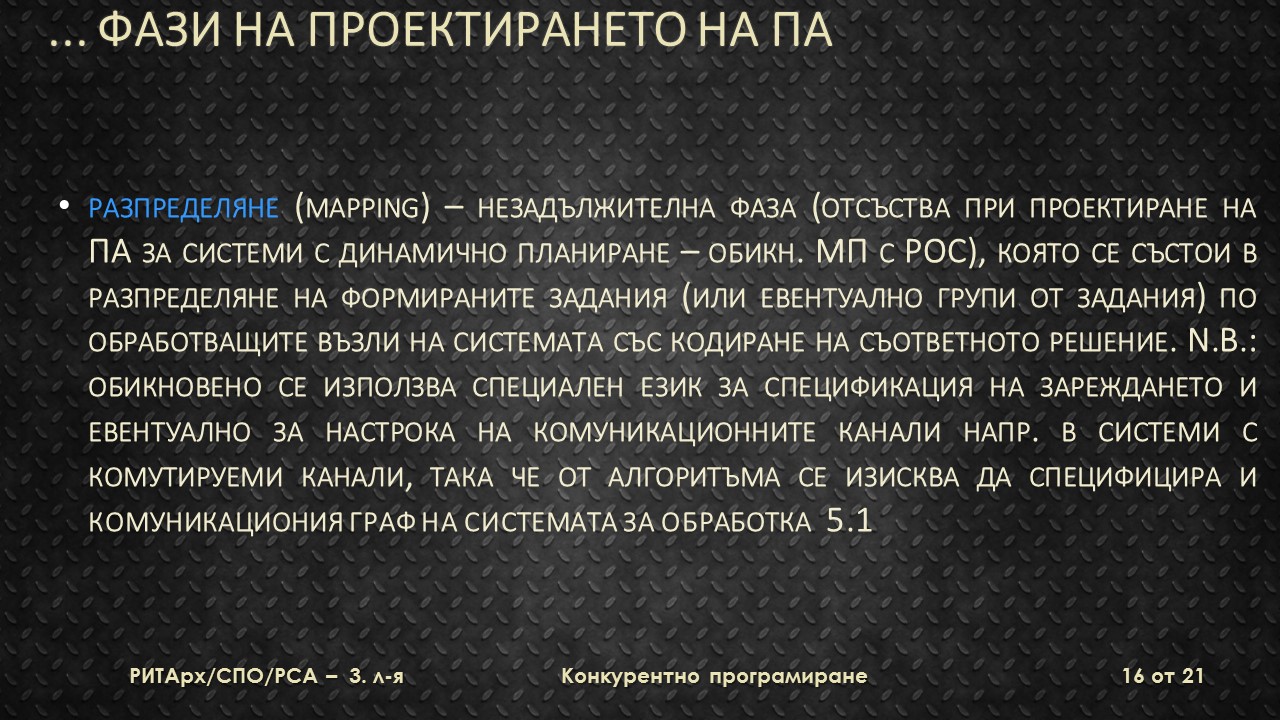 ... ФАЗИ НА ПРОЕКТИРАНЕТО НА ПА
• РАЗПРЕДЕЛЯНЕ (MAPPING) – НЕЗАДЪЛЖИТЕЛНА ФАЗА (ОТСЪСТВА ПРИ ПРОЕКТИРАНЕ НА
ПА ЗА СИСТЕМИ С ДИНАМИЧНО ПЛАНИРАНЕ – ОБИКН. МП С РОС), КОЯТО СЕ СЪСТОИ В
РАЗПРЕДЕЛЯНЕ НА ФОРМИРАНИТЕ ЗАДАНИЯ (ИЛИ ЕВЕНТУАЛНО ГРУПИ ОТ ЗАДАНИЯ) ПО
ОБРАБОТВАЩИТЕ ВЪЗЛИ НА СИСТЕМАТА СЪС КОДИРАНЕ НА СЪОТВЕТНОТО РЕШЕНИЕ. N.B.:
ОБИКНОВЕНО СЕ ИЗПОЛЗВА СПЕЦИАЛЕН ЕЗИК ЗА СПЕЦИФИКАЦИЯ НА ЗАРЕЖДАНЕТО И
ЕВЕНТУАЛНО ЗА НАСТРОКА НА КОМУНИКАЦИОННИТЕ КАНАЛИ НАПР. В СИСТЕМИ С
КОМУТИРУЕМИ КАНАЛИ, ТАКА ЧЕ ОТ АЛГОРИТЪМА СЕ ИЗИСКВА ДА СПЕЦИФИЦИРА И
КОМУНИКАЦИОНИЯ ГРАФ НА СИСТЕМАТА ЗА ОБРАБОТКА 5.1
РИТАрх/СПО/РСА – 3. л-я Конкурентно програмиране 16 от 21